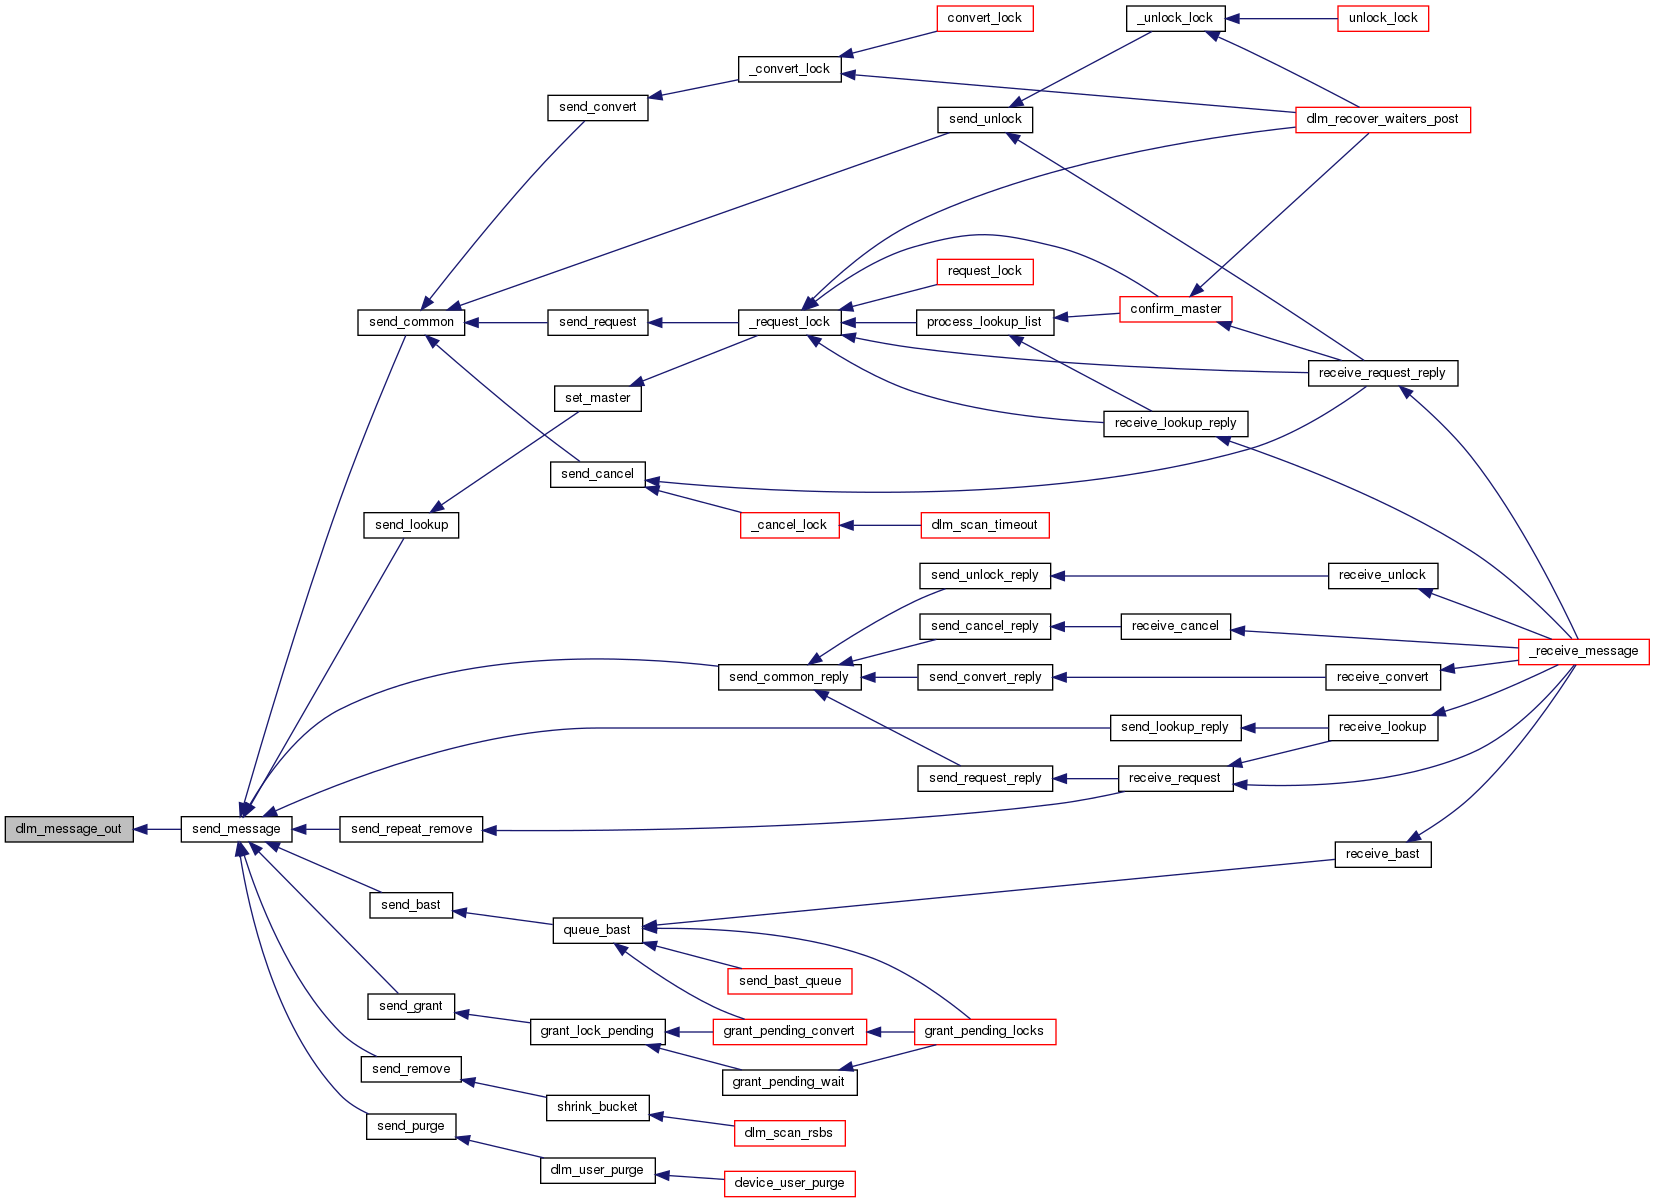 convert_lock
_unlock_lock
unlock_lock
_convert_lock
send_convert
send_unlock
dlm_recover_waiters_post
request_lock
confirm_master
send_common
send_request
_request_lock
process_lookup_list
receive_request_reply
set_master
receive_lookup_reply
send_cancel
send_lookup
_cancel_lock
dlm_scan_timeout
send_unlock_reply
receive_unlock
send_cancel_reply
receive_cancel
_receive_message
send_common_reply
send_convert_reply
receive_convert
send_lookup_reply
receive_lookup
send_request_reply
receive_request
dlm_message_out
send_message
send_repeat_remove
receive_bast
send_bast
queue_bast
send_bast_queue
send_grant
grant_lock_pending
grant_pending_convert
grant_pending_locks
send_remove
grant_pending_wait
shrink_bucket
send_purge
dlm_scan_rsbs
dlm_user_purge
device_user_purge